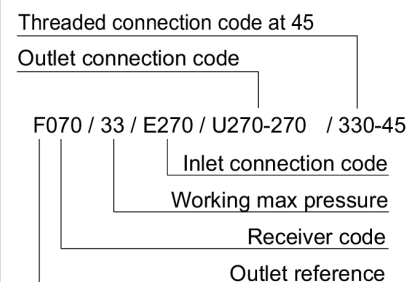 Threaded connection code at 45
Outlet connection code
F070 / 33 / E270 / U270-270 / 330-45
Inlet connection code
Working max pressure
Receiver code
Outlet reference